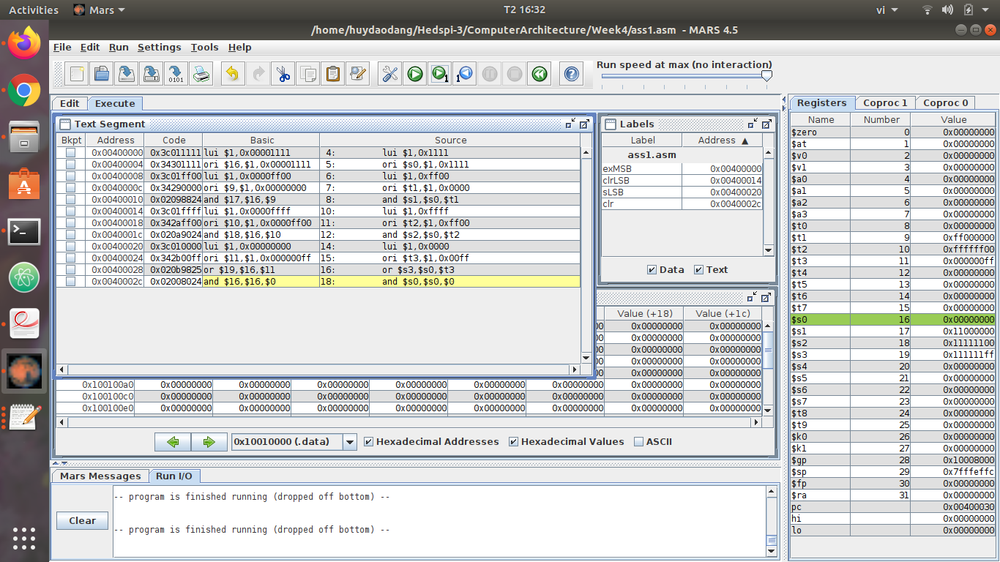 Activities Mars T2 16:32 vi
/home/huydaodang/Hedspi-3/ComputerArchitecture/Week4/ass1.asm - MARS 4.5
File Edit Run Settings Tools Help
Run speed at max (no interaction)
Edit Execute
Text Segment
Bkpt Address Code Basic Source
0x00400000 0x3c011111 lui $1,0x00001111 4: lui $1,0x1111
0x00400004 0x34301111 ori $16,$1,0x00001111 5: ori $s0,$1,0x1111
0x00400008 0x3c01ff00 lui $1,0x0000ff00 6: lui $1,0xff00
0x0040000c 0x34290000 ori $9,$1,0x00000000 7: ori $t1,$1,0x0000
0x00400010 0x02098824 and $17,$16,$9 8: and $s1,$s0,$t1
0x00400014 0x3c01ffff lui $1,0x0000ffff 10: lui $1,0xffff
0x00400018 0x342aff00 ori $10,$1,0x0000ff00 11: ori $t2,$1,0xff00
0x0040001c 0x020a9024 and $18,$16,$10 12: and $s2,$s0,$t2
0x00400020 0x3c010000 lui $1,0x00000000 14: lui $1,0x0000
0x00400024 0x342b00ff ori $11,$1,0x000000ff 15: ori $t3,$1,0x00ff
0x00400028 0x020b9825 or $19,$16,$11 16: or $s3,$s0,$t3
0x0040002c 0x02008024 and $16,$16,$0 18: and $s0,$s0,$0
Labels
Label Address ▲
ass1.asm
exMSB 0x00400000
clrLSB 0x00400014
sLSB 0x00400020
clr 0x0040002c
Data Text
Value (+18) Value (+1c)
00 0x00000000 0x00000000
00 0x00000000 0x00000000
00 0x00000000 0x00000000
00 0x00000000 0x00000000
00 0x00000000 0x00000000
0x100100a0 0x00000000 0x00000000 0x00000000 0x00000000 0x00000000 0x00000000 0x00000000 0x00000000
0x100100c0 0x00000000 0x00000000 0x00000000 0x00000000 0x00000000 0x00000000 0x00000000 0x00000000
0x100100e0 0x00000000 0x00000000 0x00000000 0x00000000 0x00000000 0x00000000 0x00000000 0x00000000
0x10010000 (.data) Hexadecimal Addresses Hexadecimal Values ASCII
Mars Messages Run I/O
Clear
-- program is finished running (dropped off bottom) --
-- program is finished running (dropped off bottom) --
Registers Coproc 1 Coproc 0
Name Number Value
$zero 0 0x00000000
$at 1 0x00000000
$v0 2 0x00000000
$v1 3 0x00000000
$a0 4 0x00000000
$a1 5 0x00000000
$a2 6 0x00000000
$a3 7 0x00000000
$t0 8 0x00000000
$t1 9 0xff000000
$t2 10 0xffffff00
$t3 11 0x000000ff
$t4 12 0x00000000
$t5 13 0x00000000
$t6 14 0x00000000
$t7 15 0x00000000
$s0 16 0x00000000
$s1 17 0x11000000
$s2 18 0x11111100
$s3 19 0x111111ff
$s4 20 0x00000000
$s5 21 0x00000000
$s6 22 0x00000000
$s7 23 0x00000000
$t8 24 0x00000000
$t9 25 0x00000000
$k0 26 0x00000000
$k1 27 0x00000000
$gp 28 0x10008000
$sp 29 0x7fffeffc
$fp 30 0x00000000
$ra 31 0x00000000
pc 0x00400030
hi 0x00000000
lo 0x00000000